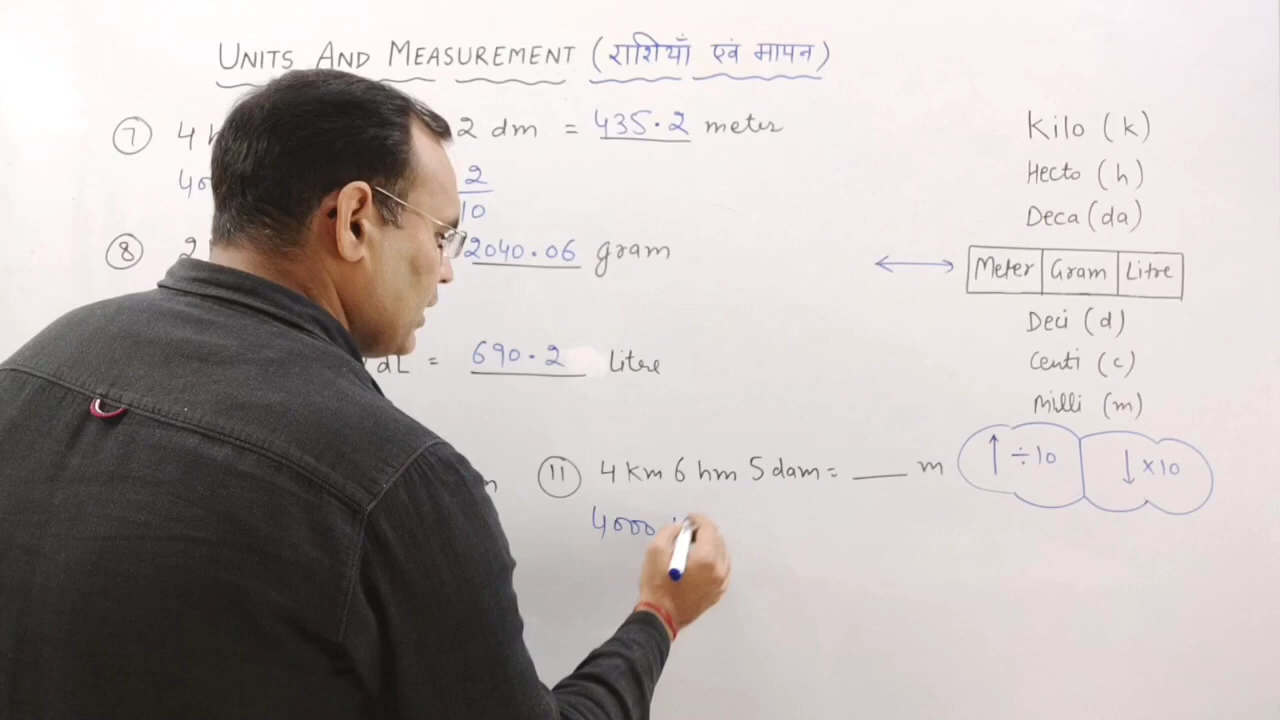 UNITS AND MEASUREMENT (राशियाँ एवं मापन)
7 4 2 dm = 435.2 meter
2
10
8 2 2040.06 gram
dL = 690.2 Litre
11 4 Km 6 hm 5 dam = ___ m
4000
Kilo (k)
Hecto (h)
Deca (da)
Meter Gram Litre
Deci (d)
Centi (c)
Milli (m)
↑ ÷10 ↓ ×10